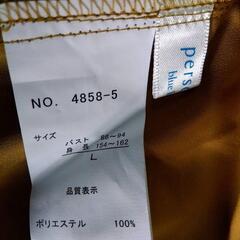 NO. 4858-5
サイズ
バスト 86～94
身長 154～162
L
品質表示
ポリエステル 100%
perso
blue